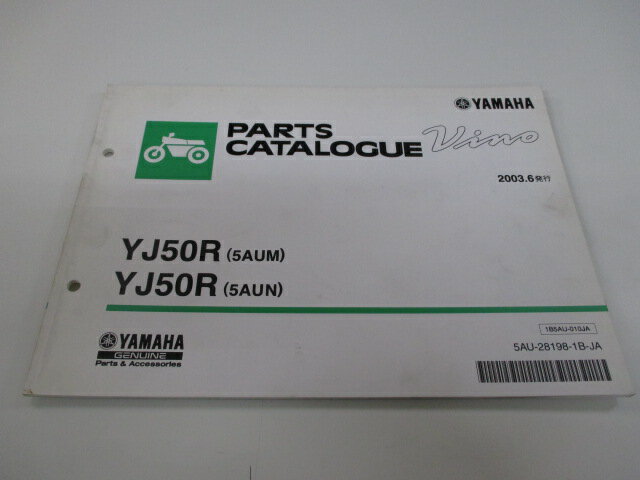 YAMAHA
PARTS
CATALOGUE Vino
2003.6発行
YJ50R (5AUM)
YJ50R (5AUN)
1B5AU-010JA
5AU-28198-1B-JA
YAMAHA
GENUINE
Parts & Accessories